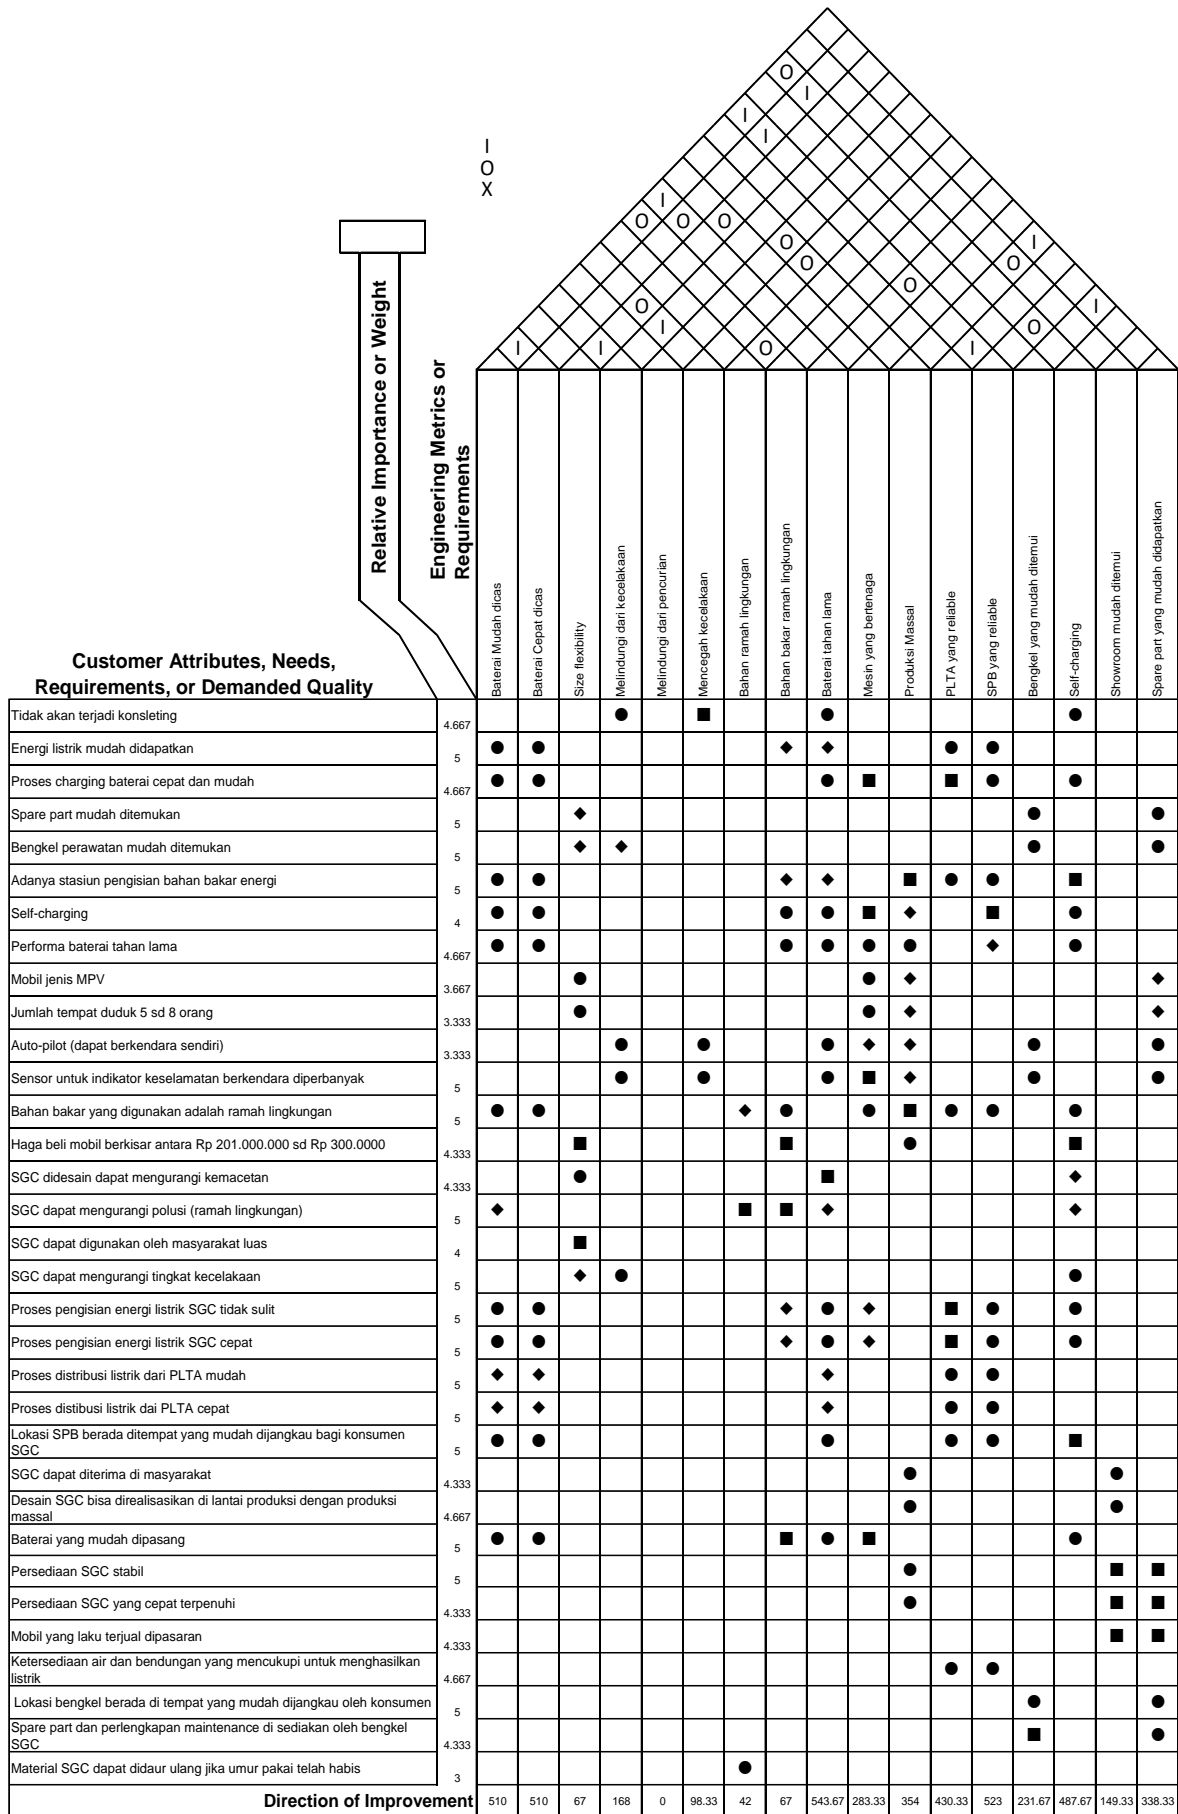 I
O
X
Relative Importance or Weight
Engineering Metrics or
Requirements
Baterai Mudah dicas
Baterai Cepat dicas
Size flexibility
Melindungi dari kecelakaan
Melindungi dari pencurian
Mencegah kecelakaan
Bahan ramah lingkungan
Bahan bakar ramah lingkungan
Baterai tahan lama
Mesin yang bertenaga
Produksi Massal
PLTA yang reliable
SPB yang reliable
Bengkel yang mudah ditemui
Self-charging
Showroom mudah ditemui
Spare part yang mudah didapatkan
Customer Attributes, Needs,
Requirements, or Demanded Quality
Tidak akan terjadi konsleting 4.667
Energi listrik mudah didapatkan 5
Proses charging baterai cepat dan mudah 4.667
Spare part mudah ditemukan 5
Bengkel perawatan mudah ditemukan 5
Adanya stasiun pengisian bahan bakar energi 5
Self-charging 4
Performa baterai tahan lama 4.667
Mobil jenis MPV 3.667
Jumlah tempat duduk 5 sd 8 orang 3.333
Auto-pilot (dapat berkendara sendiri) 3.333
Sensor untuk indikator keselamatan berkendara diperbanyak 5
Bahan bakar yang digunakan adalah ramah lingkungan 5
Haga beli mobil berkisar antara Rp 201.000.000 sd Rp 300.0000 4.333
SGC didesain dapat mengurangi kemacetan 4.333
SGC dapat mengurangi polusi (ramah lingkungan) 5
SGC dapat digunakan oleh masyarakat luas 4
SGC dapat mengurangi tingkat kecelakaan 5
Proses pengisian energi listrik SGC tidak sulit 5
Proses pengisian energi listrik SGC cepat 5
Proses distribusi listrik dari PLTA mudah 5
Proses distibusi listrik dai PLTA cepat 5
Lokasi SPB berada ditempat yang mudah dijangkau bagi konsumen
SGC 5
SGC dapat diterima di masyarakat 4.333
Desain SGC bisa direalisasikan di lantai produksi dengan produksi
massal 4.667
Baterai yang mudah dipasang 5
Persediaan SGC stabil 5
Persediaan SGC yang cepat terpenuhi 4.333
Mobil yang laku terjual dipasaran 4.333
Ketersediaan air dan bendungan yang mencukupi untuk menghasilkan
listrik 4.667
Lokasi bengkel berada di tempat yang mudah dijangkau oleh konsumen 5
Spare part dan perlengkapan maintenance di sediakan oleh bengkel
SGC 4.333
Material SGC dapat didaur ulang jika umur pakai telah habis 3
Direction of Improvement 510 510 67 168 0 98.33 42 67 543.67 283.33 354 430.33 523 231.67 487.67 149.33 338.33